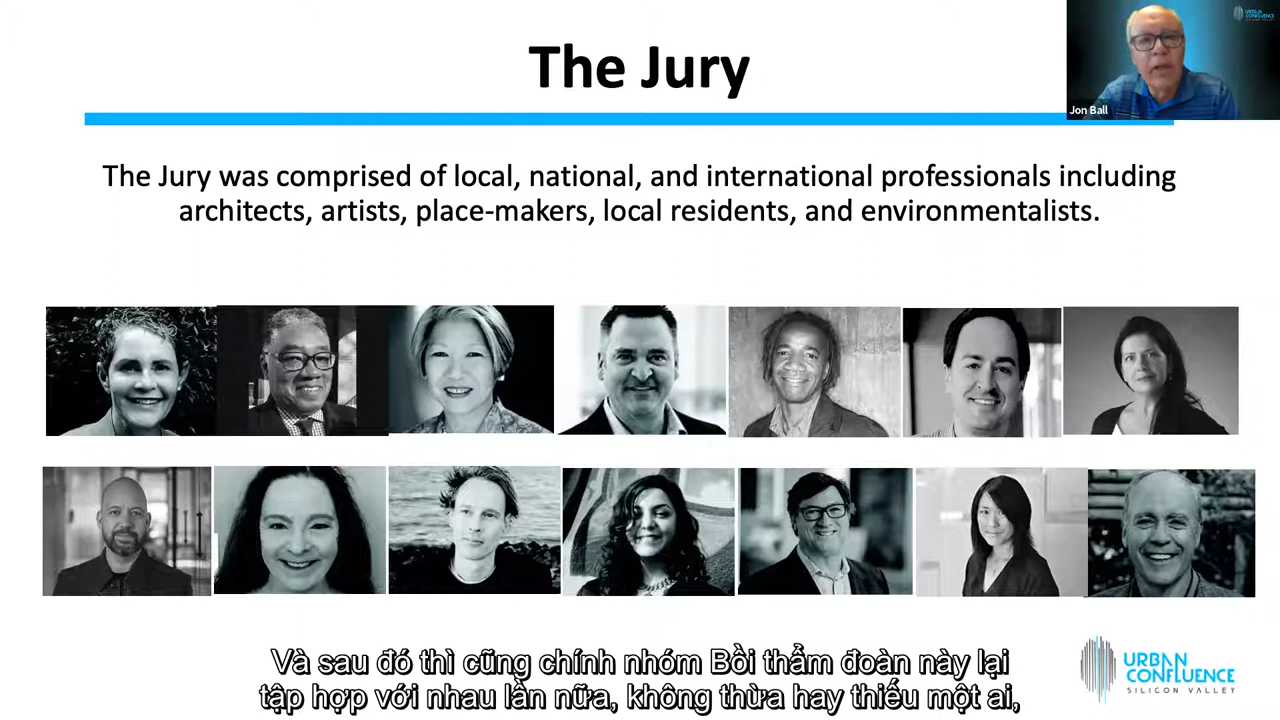 The Jury
URBAN
CONFLUENCE
Jon Ball
The Jury was comprised of local, national, and international professionals including
architects, artists, place-makers, local residents, and environmentalists.
Và sau đó thì cũng chính nhóm Bồi thẩm đoàn này lại
tập hợp với nhau lần nữa, không thừa hay thiếu một ai,
URBAN
CONFLUENCE
SILICON VALLEY